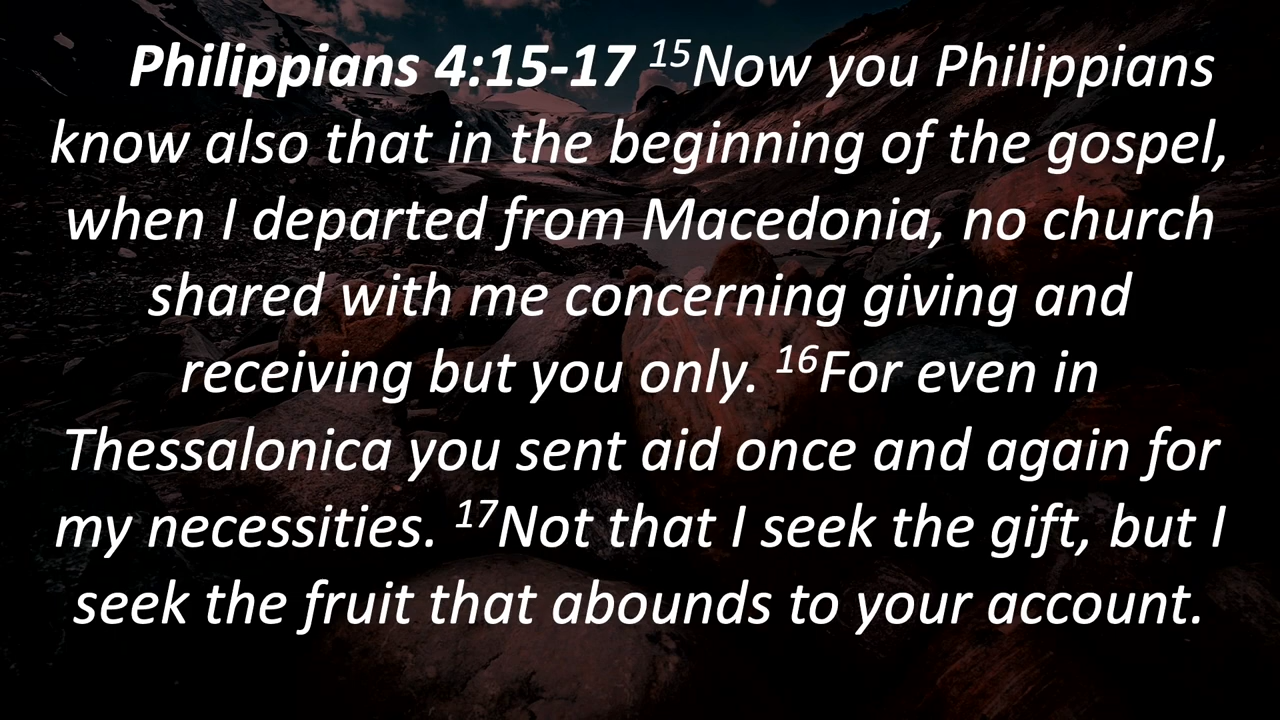 Philippians 4:15-17 15Now you Philippians
know also that in the beginning of the gospel,
when I departed from Macedonia, no church
shared with me concerning giving and
receiving but you only. 16For even in
Thessalonica you sent aid once and again for
my necessities. 17Not that I seek the gift, but I
seek the fruit that abounds to your account.